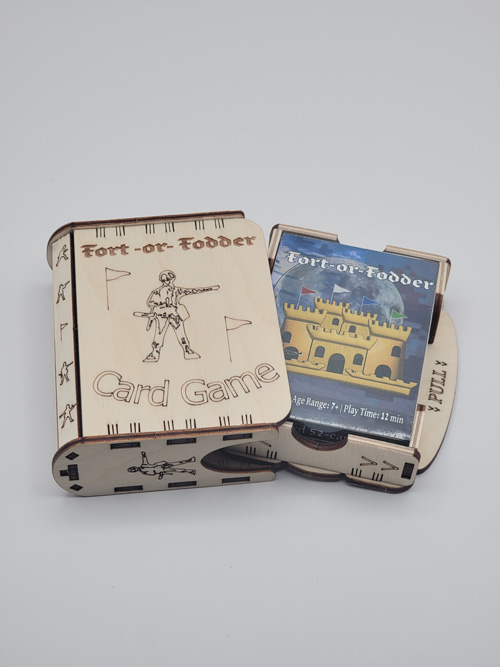 Fort-or-Fodder
Card Game
Fort-or-Fodder
Age Range: 7+ | Play Time: 12 min
PULL